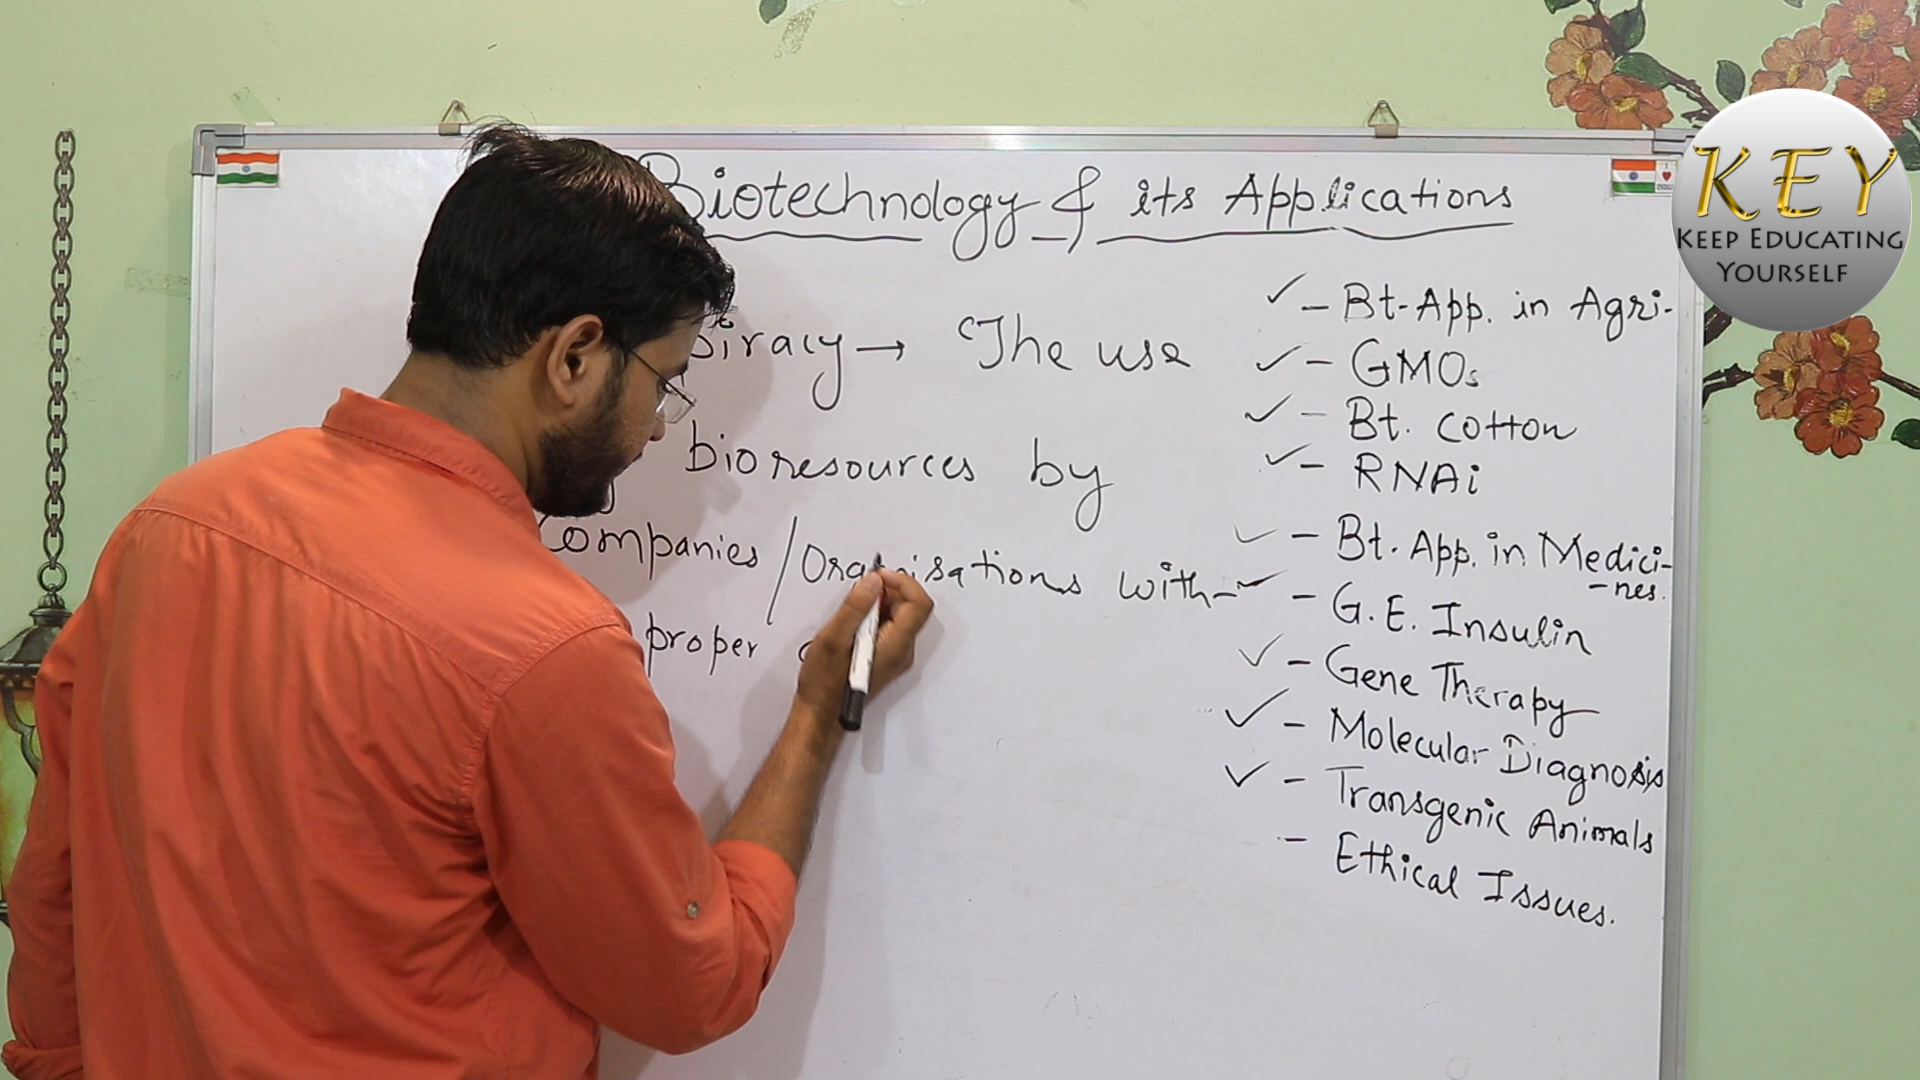 Biotechnology & its Applications
piracy → The use
bioresources by
Companies / Organisations with-
proper
✓ - Bt-App. in Agri-
✓ - GMOs
✓ - Bt. cotton
✓ - RNAi
✓ - Bt. App. in Medici-
-nes.
✓ - G.E. Insulin
✓ - Gene Therapy
✓ - Molecular Diagnosis
✓ - Transgenic Animals
- Ethical Issues.
KEY
KEEP EDUCATING
YOURSELF